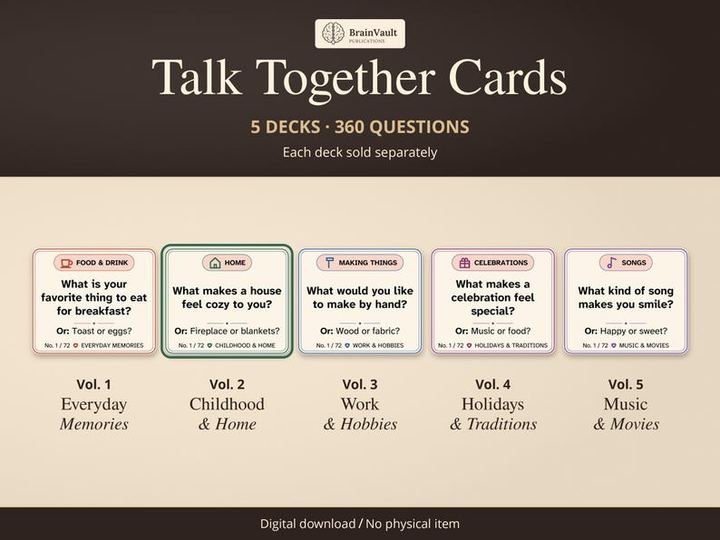 BrainVault
PUBLICATIONS
Talk Together Cards
5 DECKS · 360 QUESTIONS
Each deck sold separately
FOOD & DRINK
What is your
favorite thing to eat
for breakfast?
Or: Toast or eggs?
No. 1 / 72 EVERYDAY MEMORIES
HOME
What makes a house
feel cozy to you?
Or: Fireplace or blankets?
No. 1 / 72 CHILDHOOD & HOME
MAKING THINGS
What would you like
to make by hand?
Or: Wood or fabric?
No. 1 / 72 WORK & HOBBIES
CELEBRATIONS
What makes a
celebration feel
special?
Or: Music or food?
No. 1 / 72 HOLIDAYS & TRADITIONS
SONGS
What kind of song
makes you smile?
Or: Happy or sweet?
No. 1 / 72 MUSIC & MOVIES
Vol. 1
Everyday
Memories
Vol. 2
Childhood
& Home
Vol. 3
Work
& Hobbies
Vol. 4
Holidays
& Traditions
Vol. 5
Music
& Movies
Digital download / No physical item